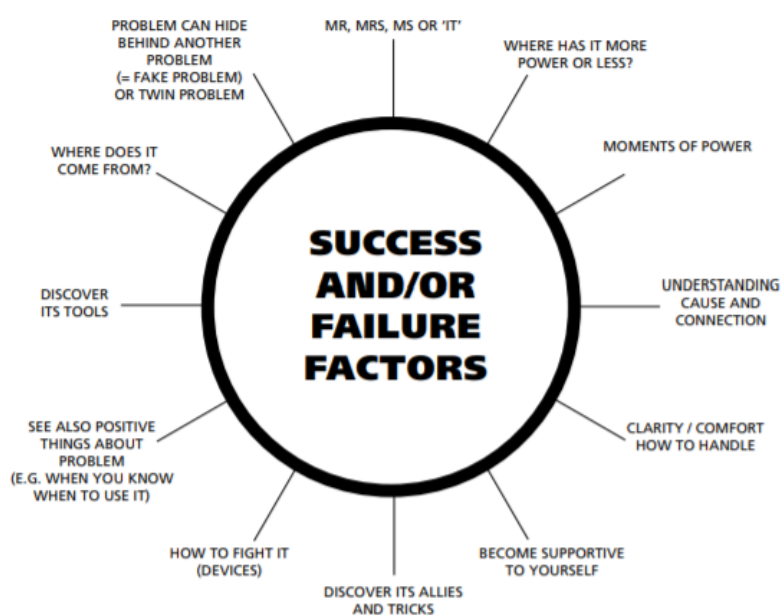 MR, MRS, MS OR ‘IT’
WHERE HAS IT MORE
POWER OR LESS?
MOMENTS OF POWER
UNDERSTANDING
CAUSE AND
CONNECTION
CLARITY / COMFORT
HOW TO HANDLE
BECOME SUPPORTIVE
TO YOURSELF
DISCOVER ITS ALLIES
AND TRICKS
HOW TO FIGHT IT
(DEVICES)
SEE ALSO POSITIVE
THINGS ABOUT
PROBLEM
(E.G. WHEN YOU KNOW
WHEN TO USE IT)
DISCOVER
ITS TOOLS
WHERE DOES IT
COME FROM?
PROBLEM CAN HIDE
BEHIND ANOTHER
PROBLEM
(= FAKE PROBLEM)
OR TWIN PROBLEM
SUCCESS
AND/OR
FAILURE
FACTORS